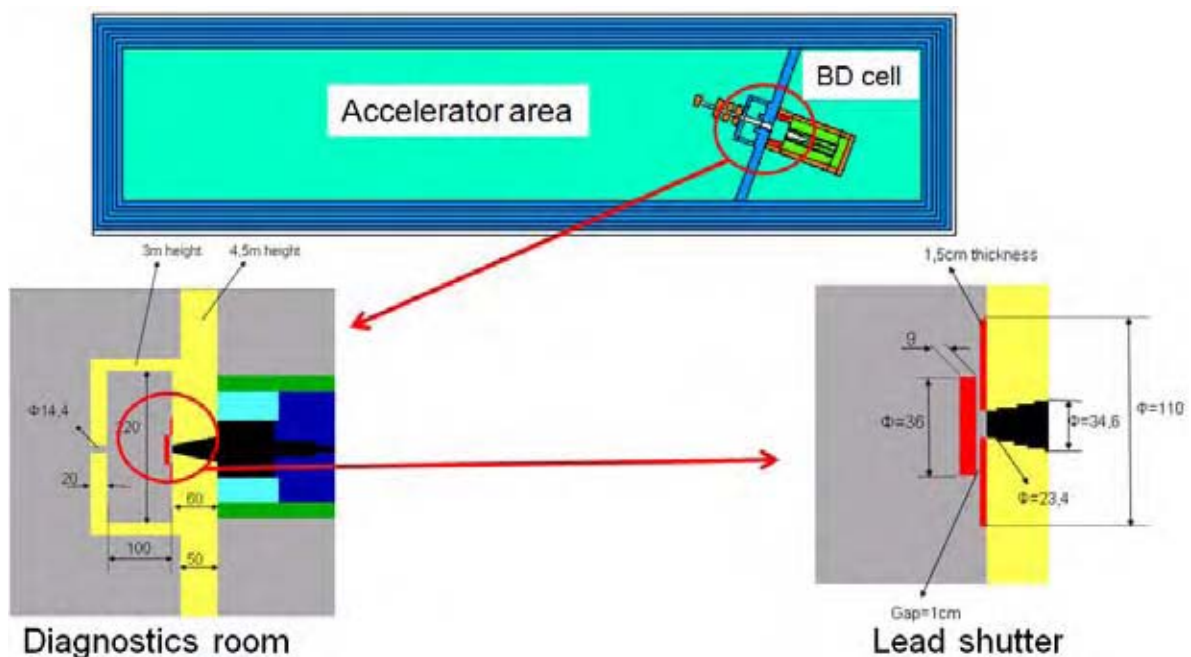 Accelerator area
BD cell
3m height
4,5m height
Φ14,4
20
60
100
50
Diagnostics room
1,5cm thickness
9
Φ=36
Φ=110
Φ=34,6
Φ=23,4
Gap=1cm
Lead shutter